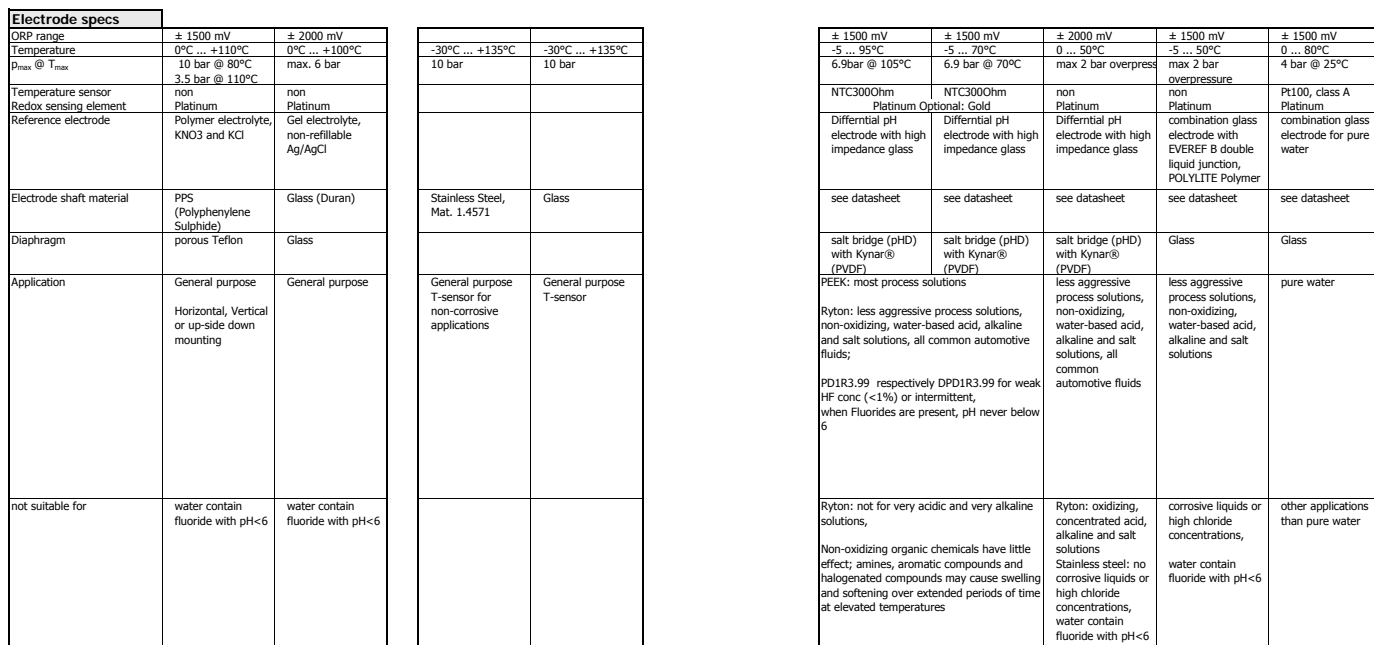 Electrode specs
ORP range ± 1500 mV ± 2000 mV ± 1500 mV ± 1500 mV ± 2000 mV ± 1500 mV ± 1500 mV
Temperature 0°C ... +110°C 0°C ... +100°C -30°C ... +135°C -30°C ... +135°C -5 ... 95°C -5 ... 70°C 0 ... 50°C -5 ... 50°C 0 ... 80°C
pmax @ Tmax 10 bar @ 80°C max. 6 bar 10 bar 10 bar 6.9bar @ 105°C 6.9 bar @ 70°C max 2 bar overpress max 2 bar 4 bar @ 25°C
3.5 bar @ 110°C overpressure
Temperature sensor non non NTC300Ohm NTC300Ohm non non Pt100, class A
Redox sensing element Platinum Platinum Platinum Optional: Gold Platinum Platinum Platinum
Reference electrode Polymer electrolyte, Gel electrolyte, Differntial pH Differntial pH Differntial pH combination glass combination glass
KNO3 and KCl non-refillable electrode with high electrode with high electrode with high electrode with electrode for pure
Ag/AgCl impedance glass impedance glass impedance glass EVEREF B double water
liquid junction,
POLYLITE Polymer
Electrode shaft material PPS Glass (Duran) Stainless Steel, Glass see datasheet see datasheet see datasheet see datasheet see datasheet
(Polyphenylene Mat. 1.4571
Sulphide)
Diaphragm porous Teflon Glass salt bridge (pHD) salt bridge (pHD) salt bridge (pHD) Glass Glass
with Kynar® with Kynar® with Kynar®
(PVDF) (PVDF) (PVDF)
Application General purpose General purpose General purpose General purpose PEEK: most process solutions less aggressive less aggressive pure water
T-sensor for T-sensor process solutions, process solutions,
Horizontal, Vertical non-corrosive Ryton: less aggressive process solutions, non-oxidizing, non-oxidizing,
or up-side down applications non-oxidizing, water-based acid, alkaline water-based acid, water-based acid,
mounting and salt solutions, all common automotive alkaline and salt alkaline and salt
fluids; solutions, all solutions
common
PD1R3.99 respectively DPD1R3.99 for weak automotive fluids
HF conc (<1%) or intermittent,
when Fluorides are present, pH never below
6
not suitable for water contain water contain Ryton: not for very acidic and very alkaline Ryton: oxidizing, corrosive liquids or other applications
fluoride with pH<6 fluoride with pH<6 solutions, concentrated acid, high chloride than pure water
alkaline and salt concentrations,
Non-oxidizing organic chemicals have little solutions
effect; amines, aromatic compounds and Stainless steel: no water contain
halogenated compounds may cause swelling corrosive liquids or fluoride with pH<6
and softening over extended periods of time high chloride
at elevated temperatures concentrations,
water contain
fluoride with pH<6